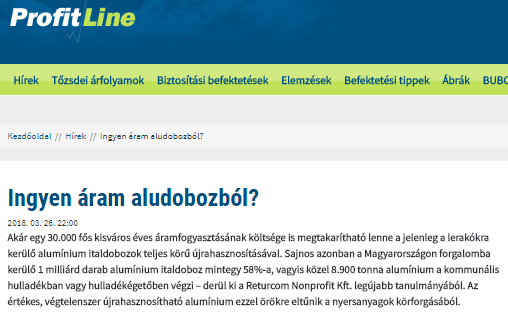 ProfitLine
Hírek Tőzsdei árfolyamok Biztosítási befektetések Elemzések Befektetési tippek Ábrák BUBO
Kezdőoldal // Hírek // Ingyen áram aludobozból?
Ingyen áram aludobozból?
2018. 03. 26. 22:00
Akár egy 30.000 fős kisváros éves áramfogyasztásának költsége is megtakarítható lenne a jelenleg a lerakókra
kerülő alumínium italdobozok teljes körű újrahasznosításával. Sajnos azonban a Magyarországon forgalomba
kerülő 1 milliárd darab alumínium italdoboz mintegy 58%-a, vagyis közel 8.900 tonna alumínium a kommunális
hulladékban vagy hulladékégetőben végzi – derül ki a Returcom Nonprofit Kft. legújabb tanulmányából. Az
értékes, végtelenszer újrahasznosítható alumínium ezzel örökre eltűnik a nyersanyagok körforgásából.